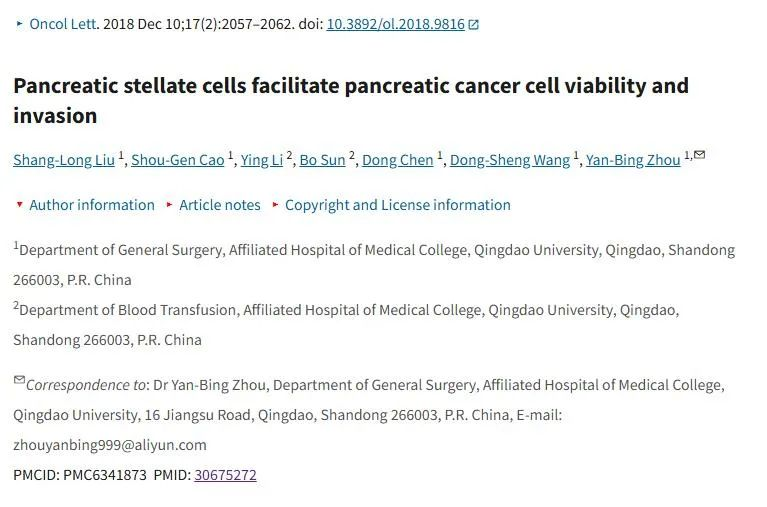 Oncol Lett. 2018 Dec 10;17(2):2057–2062. doi: 10.3892/ol.2018.9816
Pancreatic stellate cells facilitate pancreatic cancer cell viability and
invasion
Shang-Long Liu 1, Shou-Gen Cao 1, Ying Li 2, Bo Sun 2, Dong Chen 1, Dong-Sheng Wang 1, Yan-Bing Zhou 1,✉
Author information Article notes Copyright and License information
1Department of General Surgery, Affiliated Hospital of Medical College, Qingdao University, Qingdao, Shandong
266003, P.R. China
2Department of Blood Transfusion, Affiliated Hospital of Medical College, Qingdao University, Qingdao,
Shandong 266003, P.R. China
✉Correspondence to: Dr Yan-Bing Zhou, Department of General Surgery, Affiliated Hospital of Medical College,
Qingdao University, 16 Jiangsu Road, Qingdao, Shandong 266003, P.R. China, E-mail:
zhouyanbing999@aliyun.com
PMCID: PMC6341873 PMID: 30675272